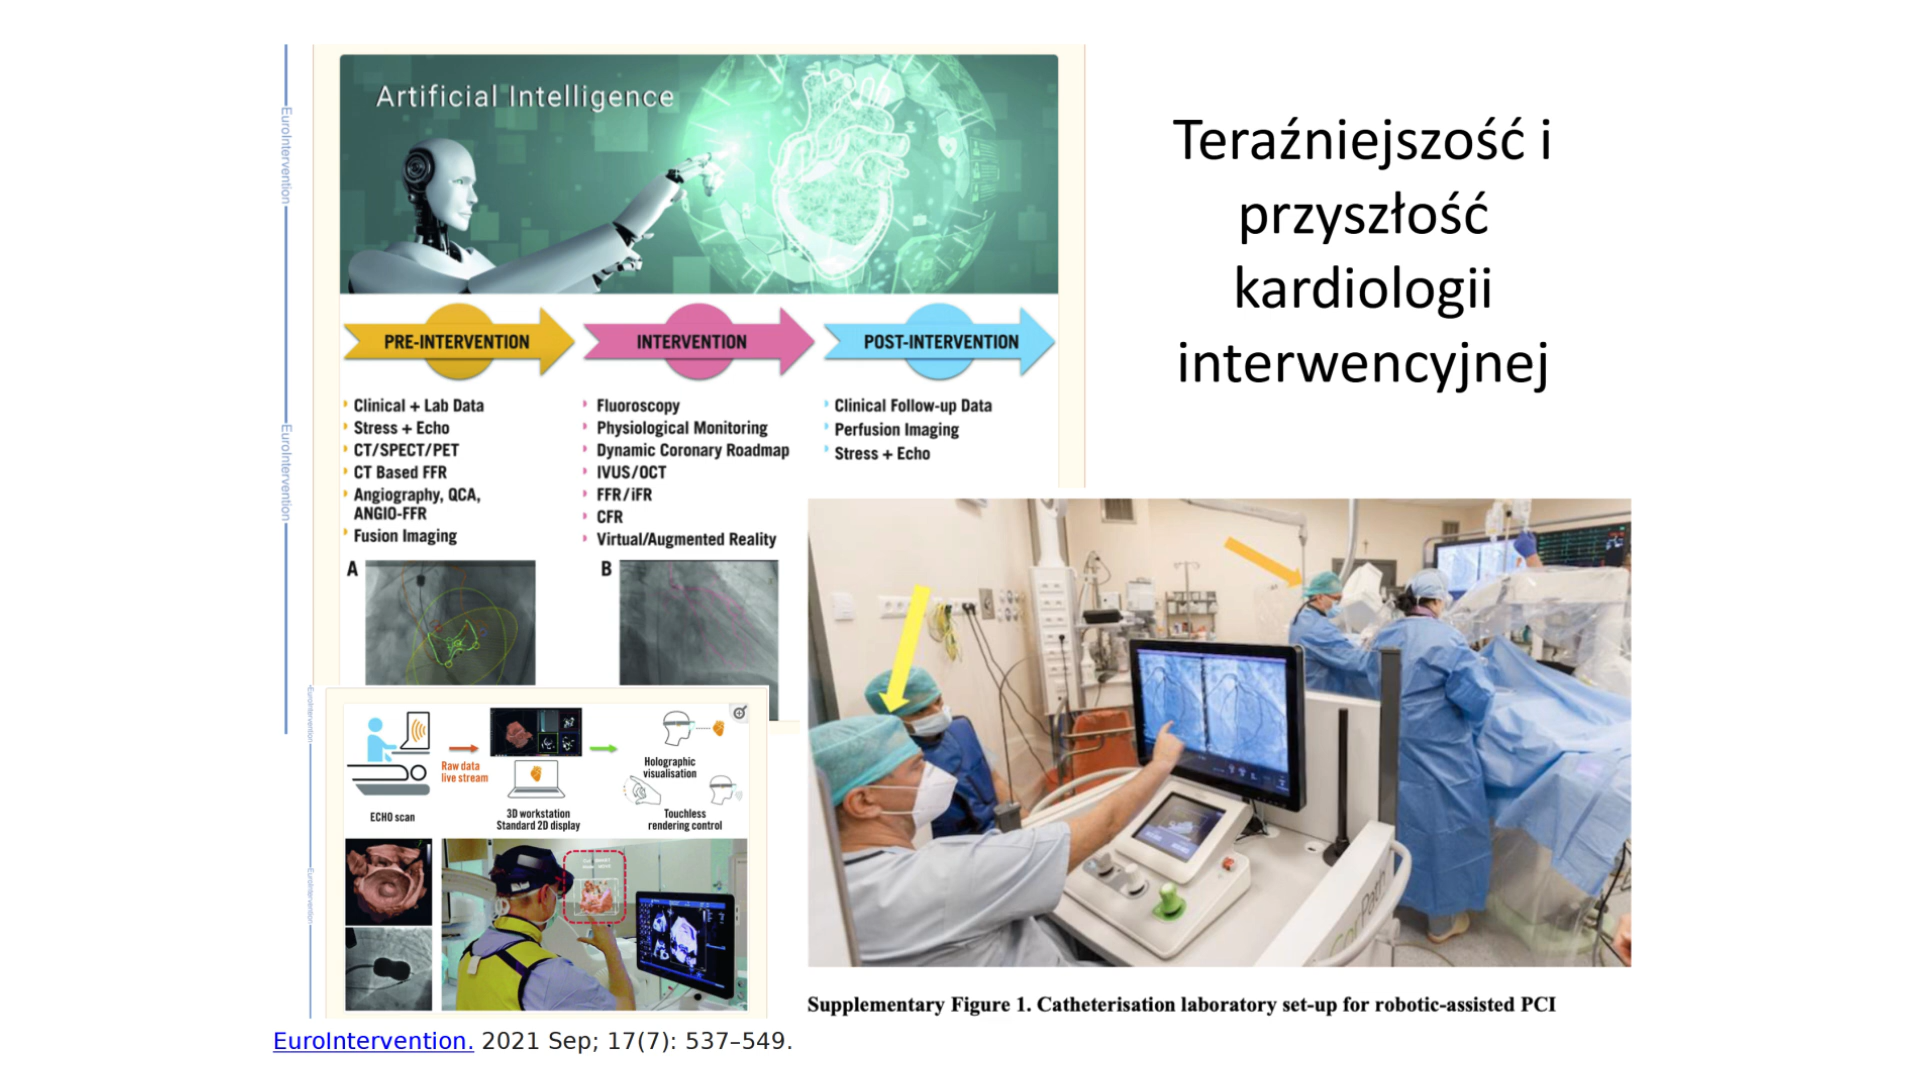 Teraźniejszość i
przyszłość
kardiologii
interwencyjnej
EuroIntervention
EuroIntervention
Artificial Intelligence
PRE-INTERVENTION
Clinical + Lab Data
Stress + Echo
CT/SPECT/PET
CT Based FFR
Angiography, QCA,
ANGIO-FFR
Fusion Imaging
INTERVENTION
Fluoroscopy
Physiological Monitoring
Dynamic Coronary Roadmap
IVUS/OCT
FFR/iFR
CFR
Virtual/Augmented Reality
POST-INTERVENTION
Clinical Follow-up Data
Perfusion Imaging
Stress + Echo
A
B
EuroIntervention
EuroIntervention
Raw data
live stream
ECHO scan
3D workstation
Standard 2D display
Holographic
visualisation
Touchless
rendering control
CorPath
Supplementary Figure 1. Catheterisation laboratory set-up for robotic-assisted PCI
EuroIntervention. 2021 Sep; 17(7): 537–549.